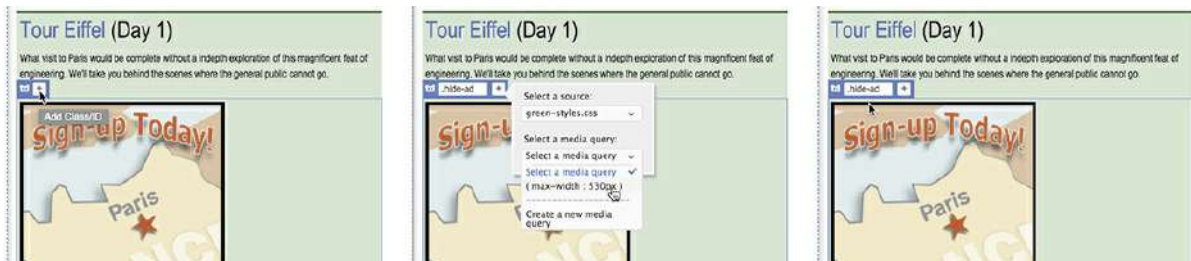 Tour Eiffel (Day 1)
What visit to Paris would be complete without a indepth exploration of this magnificent feat of
engineering. We'll take you behind the scenes where the general public cannot go.
td +
Add Class/ID
Sign-up Today!
Paris
NC
Tour Eiffel (Day 1)
What visit to Paris would be complete without a indepth exploration of this magnificent feat of
engineering. We'll take you behind the scenes where the general public cannot go.
td .hide-ad +
Select a source:
green-styles.css
Select a media query:
Select a media query
Select a media query
( max-width : 530px )
Create a new media
query
Sign-u
Paris
NC
Tour Eiffel (Day 1)
What visit to Paris would be complete without a indepth exploration of this magnificent feat of
engineering. We'll take you behind the scenes where the general public cannot go.
td .hide-ad +
Sign-up Today!
Paris
NC